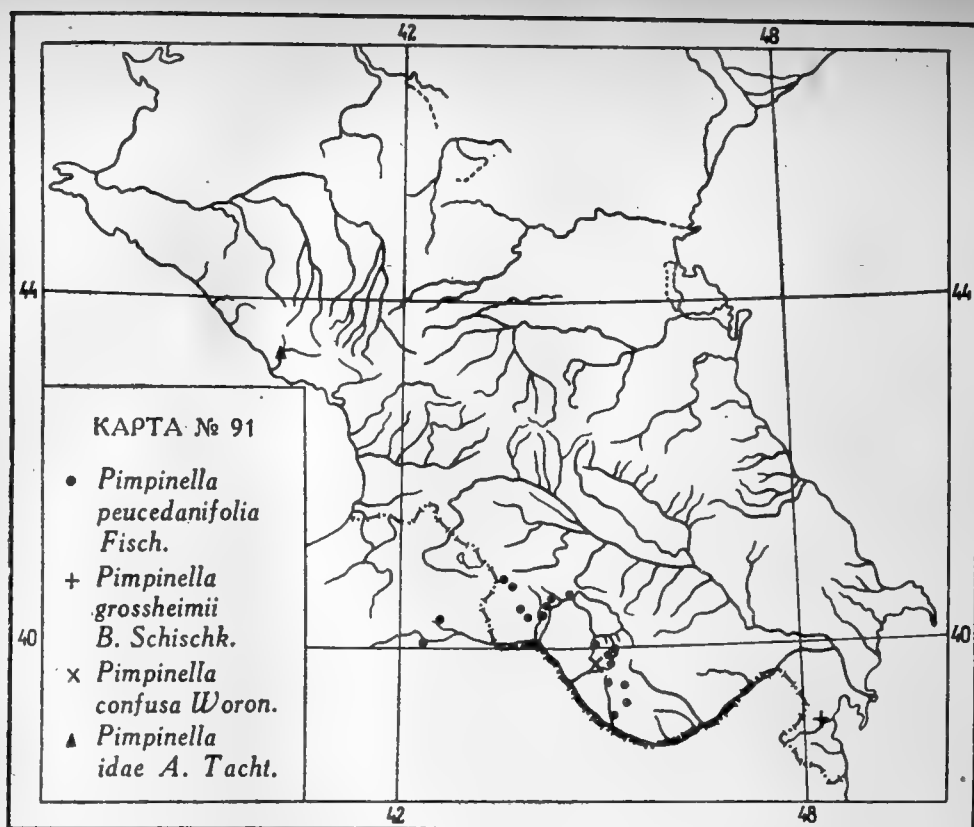 42 48
44 44
КАРТА № 91
• Pimpinella
peucedanifolia
Fisch.
+ Pimpinella
grossheimii
B. Schischk.
× Pimpinella
confusa Woron.
▲ Pimpinella
idae A. Tacht.
40 40
42 48